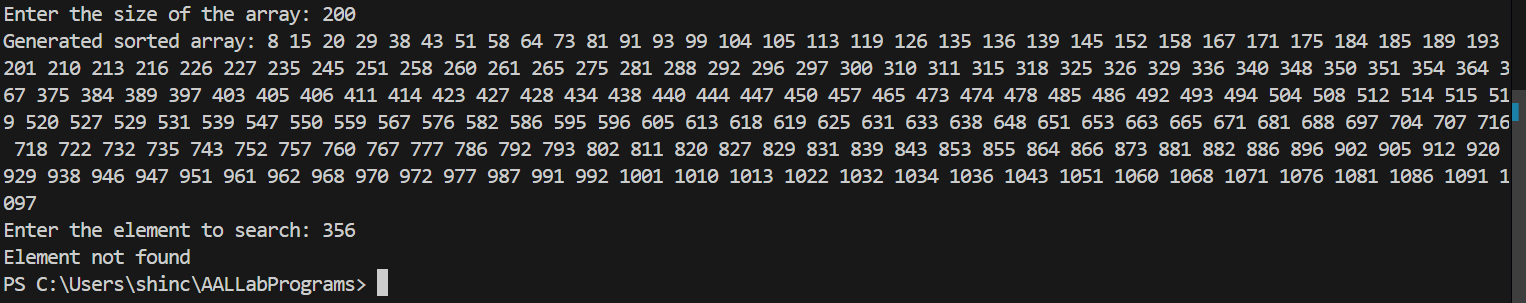 Enter the size of the array: 200
Generated sorted array: 8 15 20 29 38 43 51 58 64 73 81 91 93 99 104 105 113 119 126 135 136 139 145 152 158 167 171 175 184 185 189 193
201 210 213 216 226 227 235 245 251 258 260 261 265 275 281 288 292 296 297 300 310 311 315 318 325 326 329 336 340 348 350 351 354 364 3
67 375 384 389 397 403 405 406 411 414 423 427 428 434 438 440 444 447 450 457 465 473 474 478 485 486 492 493 494 504 508 512 514 515 51
9 520 527 529 531 539 547 550 559 567 576 582 586 595 596 605 613 618 619 625 631 633 638 648 651 653 663 665 671 681 688 697 704 707 716
718 722 732 735 743 752 757 760 767 777 786 792 793 802 811 820 827 829 831 839 843 853 855 864 866 873 881 882 886 896 902 905 912 920
929 938 946 947 951 961 962 968 970 972 977 987 991 992 1001 1010 1013 1022 1032 1034 1036 1043 1051 1060 1068 1071 1076 1081 1086 1091 1
097
Enter the element to search: 356
Element not found
PS C:\Users\shinc\AALLabPrograms>